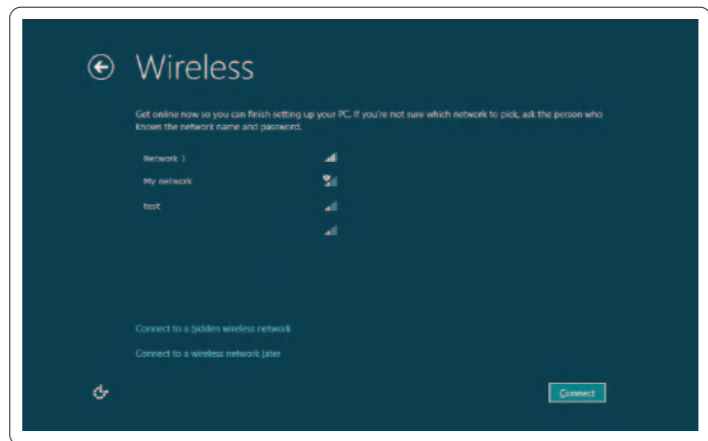 Wireless
Get online now so you can finish setting up your PC. If you're not sure which network to pick, ask the person who
knows the network name and password.
Network 1
My network
test
Connect to a hidden wireless network
Connect to a wireless network later
Connect